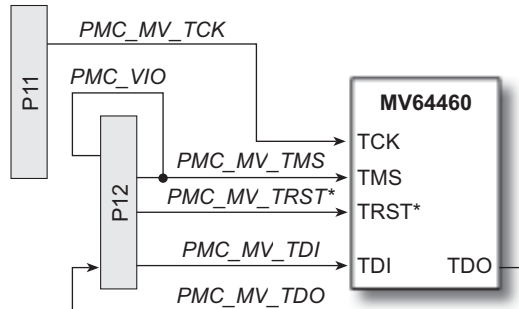 PMC_MV_TCK
P11
PMC_VIO
MV64460
TCK
P12
PMC_MV_TMS
TMS
PMC_MV_TRST*
TRST*
PMC_MV_TDI
TDI TDO
PMC_MV_TDO